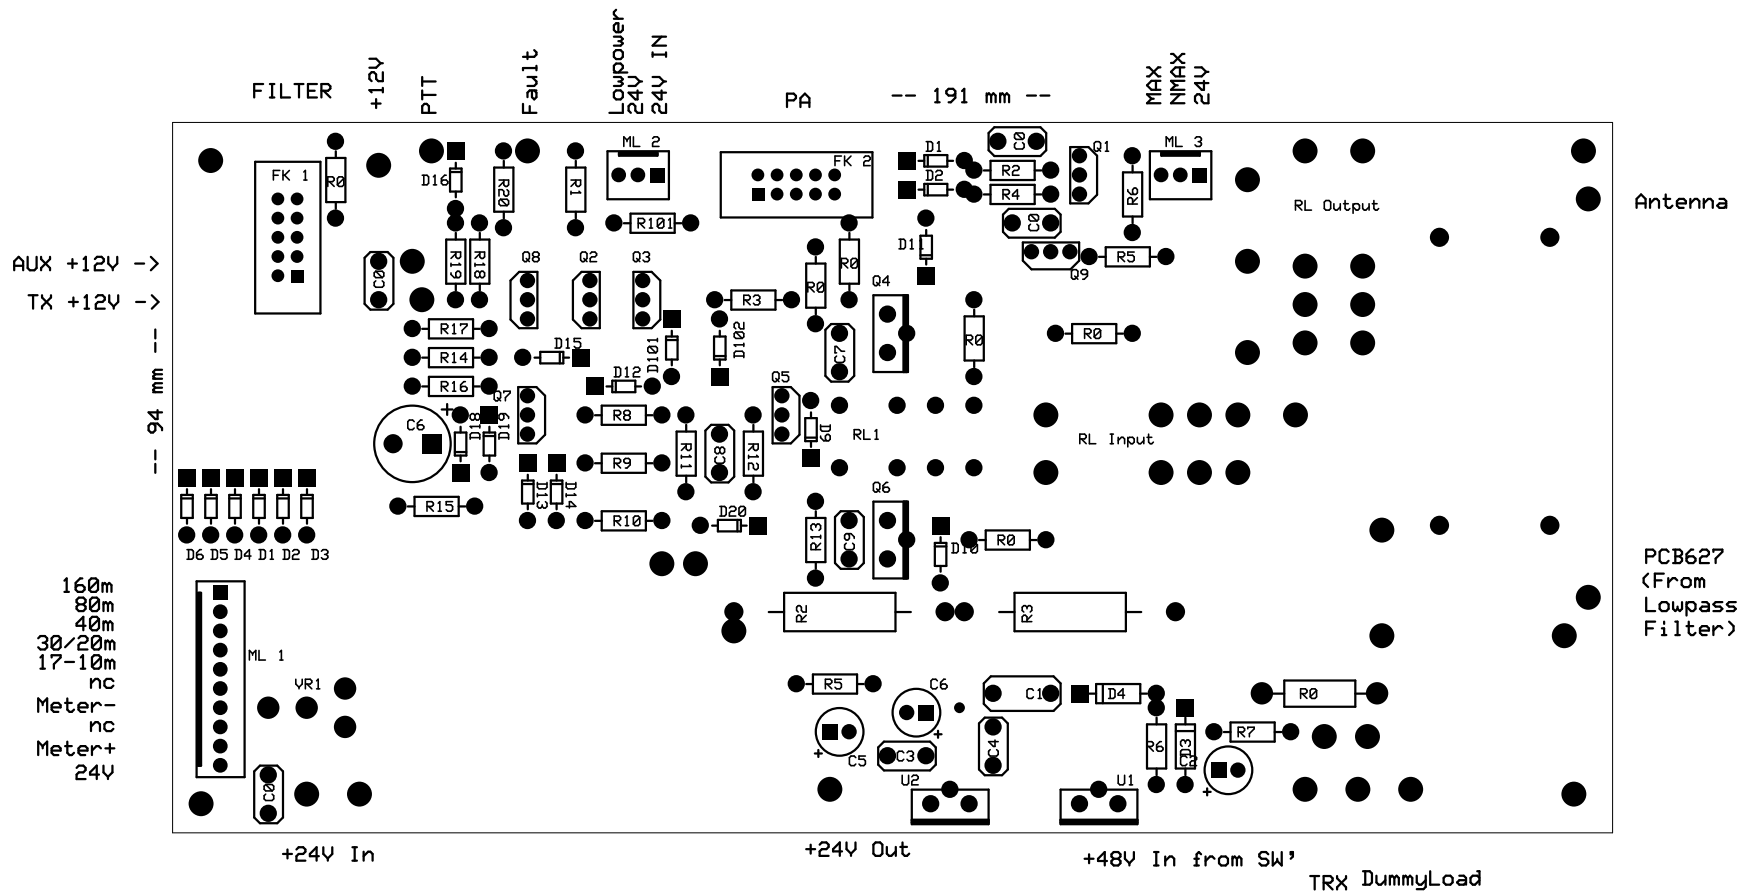 FILTER
+12V
PTT
Fault
Lowpower
24V
24V IN
PA
-- 191 mm --
MAX
NMAX
24V
FK 1
R0
D16
R20
R1
ML 2
R101
FK 2
D1
D2
C0
R2
R4
C0
Q1
R6
ML 3
RL Output
Antenna
AUX +12V ->
TX +12V ->
C0
R19
R18
Q8
Q2
Q3
R3
R0
R0
D11
Q4
Q9
R5
R17
R14
R16
D15
D101
D102
D12
C7
R0
R0
-- 94 mm --
C6
D18
D19
Q7
R8
R9
R10
R11
C8
R12
Q5
D9
RL1
RL Input
R15
D13
D14
D20
R13
C9
Q6
D10
R0
D6 D5 D4 D1 D2 D3
160m
80m
40m
30/20m
17-10m
nc
Meter-
nc
Meter+
24V
ML 1
VR1
C0
R2
R3
PCB627
(From
Lowpass
Filter)
R5
C6
C5
C3
C1
C4
D4
R6
D3
C2
R7
R0
U2
U1
+24V In
+24V Out
+48V In from SW'
TRX DummyLoad